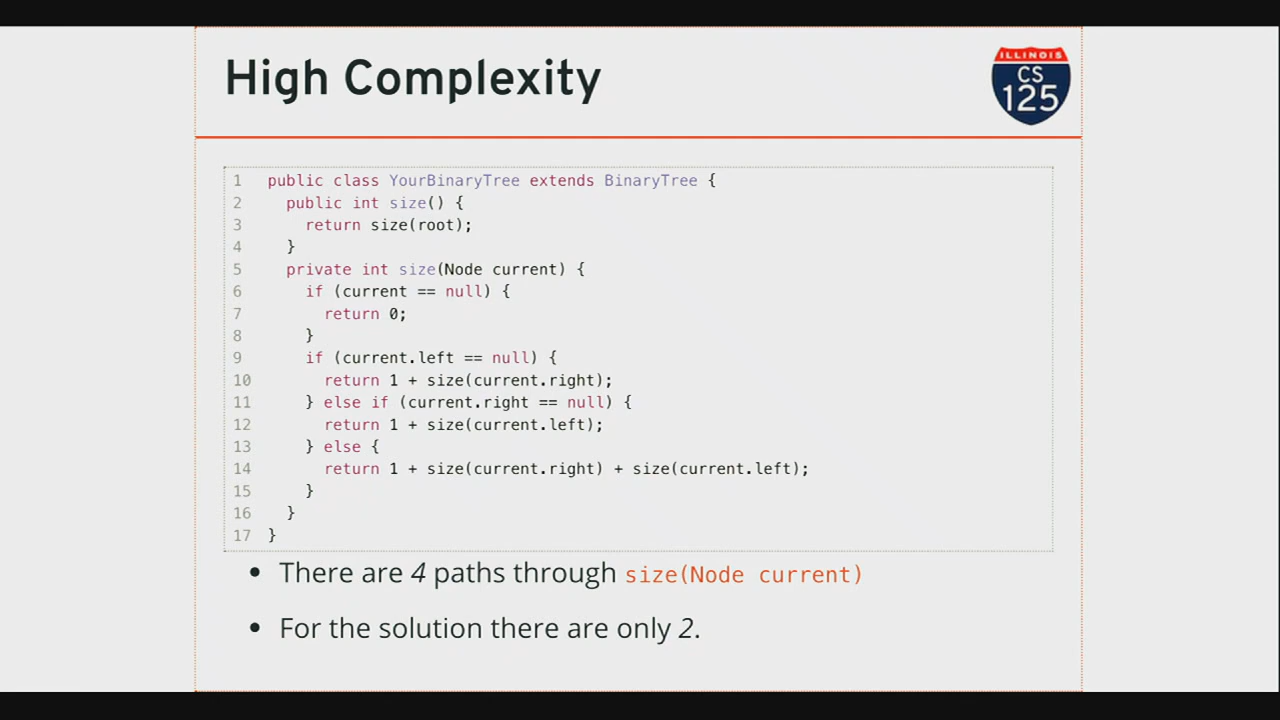 High Complexity
ILLINOIS
CS
125
1 public class YourBinaryTree extends BinaryTree {
2   public int size() {
3     return size(root);
4   }
5   private int size(Node current) {
6     if (current == null) {
7       return 0;
8     }
9     if (current.left == null) {
10       return 1 + size(current.right);
11     } else if (current.right == null) {
12       return 1 + size(current.left);
13     } else {
14       return 1 + size(current.right) + size(current.left);
15     }
16   }
17 }
• There are 4 paths through size(Node current)
• For the solution there are only 2.